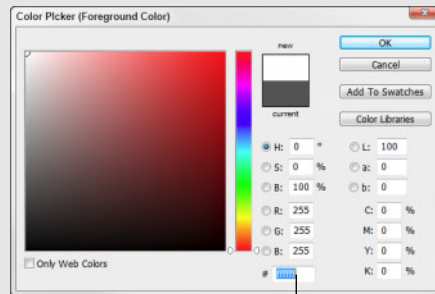 Color Picker (Foreground Color)
new
current
OK
Cancel
Add To Swatches
Color Libraries
H: 0 °
S: 0 %
B: 100 %
R: 255
G: 255
B: 255
#
L: 100
a: 0
b: 0
C: 0 %
M: 0 %
Y: 0 %
K: 0 %
Only Web Colors